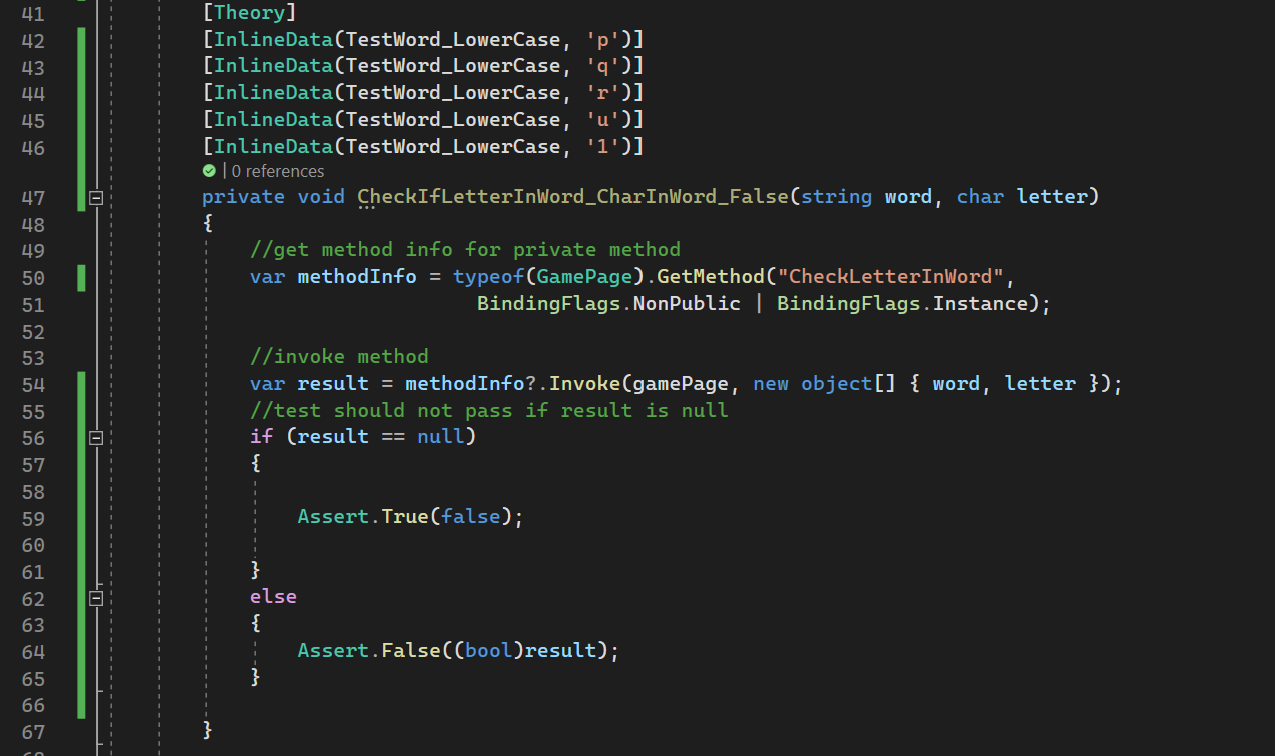 41 [Theory]
42 [InlineData(TestWord_LowerCase, 'p')]
43 [InlineData(TestWord_LowerCase, 'q')]
44 [InlineData(TestWord_LowerCase, 'r')]
45 [InlineData(TestWord_LowerCase, 'u')]
46 [InlineData(TestWord_LowerCase, '1')]
| 0 references
47 private void CheckIfLetterInWord_CharInWord_False(string word, char letter)
48 {
49 //get method info for private method
50 var methodInfo = typeof(GamePage).GetMethod("CheckLetterInWord",
51 BindingFlags.NonPublic | BindingFlags.Instance);
52
53 //invoke method
54 var result = methodInfo?.Invoke(gamePage, new object[] { word, letter });
55 //test should not pass if result is null
56 if (result == null)
57 {
58
59 Assert.True(false);
60
61 }
62 else
63 {
64 Assert.False((bool)result);
65 }
66
67 }